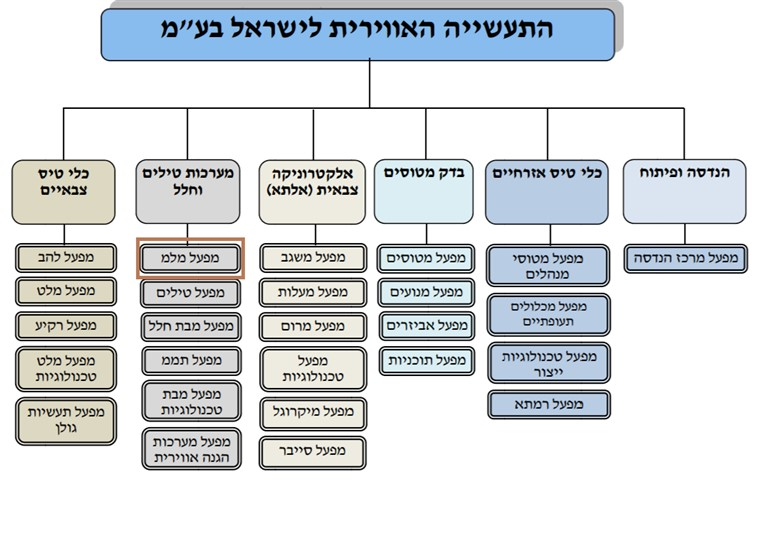 התעשייה האווירית לישראל בע״מ
הנדסה ופיתוח
מפעל מרכז הנדסה
כלי טיס אזרחיים
מפעל מטוסי
מנהלים
מפעל מכלולים
תעופתיים
מפעל טכנולוגיות
ייצור
מפעל רמתא
בדק מטוסים
מפעל מטוסים
מפעל מנועים
מפעל אביזרים
מפעל תוכניות
אלקטרוניקה
צבאית (אלתא)
מפעל משגב
מפעל מעלות
מפעל מרום
מפעל
טכנולוגיות
מפעל מיקרוגל
מפעל סייבר
מערכות טילים
וחלל
מפעל מלמ
מפעל טילים
מפעל מבת חלל
מפעל תממ
מפעל מבת
טכנולוגיות
מפעל מערכות
הגנה אווירית
כלי טיס
צבאיים
מפעל להב
מפעל מלט
מפעל רקיע
מפעל מלט
טכנולוגיות
מפעל תעשיות
גולן